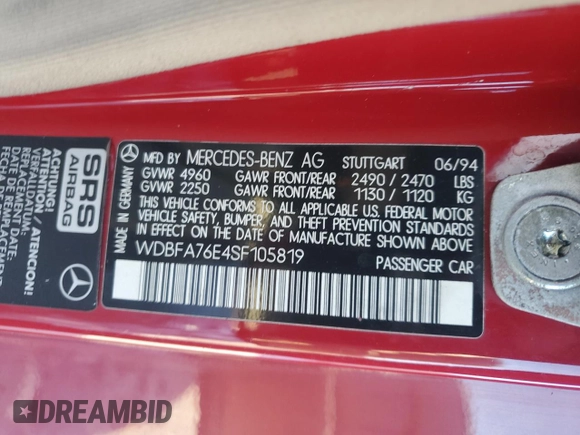 MFD BY MERCEDES-BENZ AG STUTTGART 06/94
GVWR 4960 GAWR FRONT/REAR 2490 / 2470 LBS
GVWR 2250 GAWR FRONT/REAR 1130 / 1120 KG
THIS VEHICLE CONFORMS TO ALL APPLICABLE U.S. FEDERAL MOTOR
VEHICLE SAFETY, BUMPER, AND THEFT PREVENTION STANDARDS IN
EFFECT ON THE DATE OF MANUFACTURE SHOWN ABOVE.
WDBFA76E4SF105819
PASSENGER CAR
MADE IN GERMANY
SRS
AIRBAG
ACHTUNG/
ATTENTION/
DREAMBID